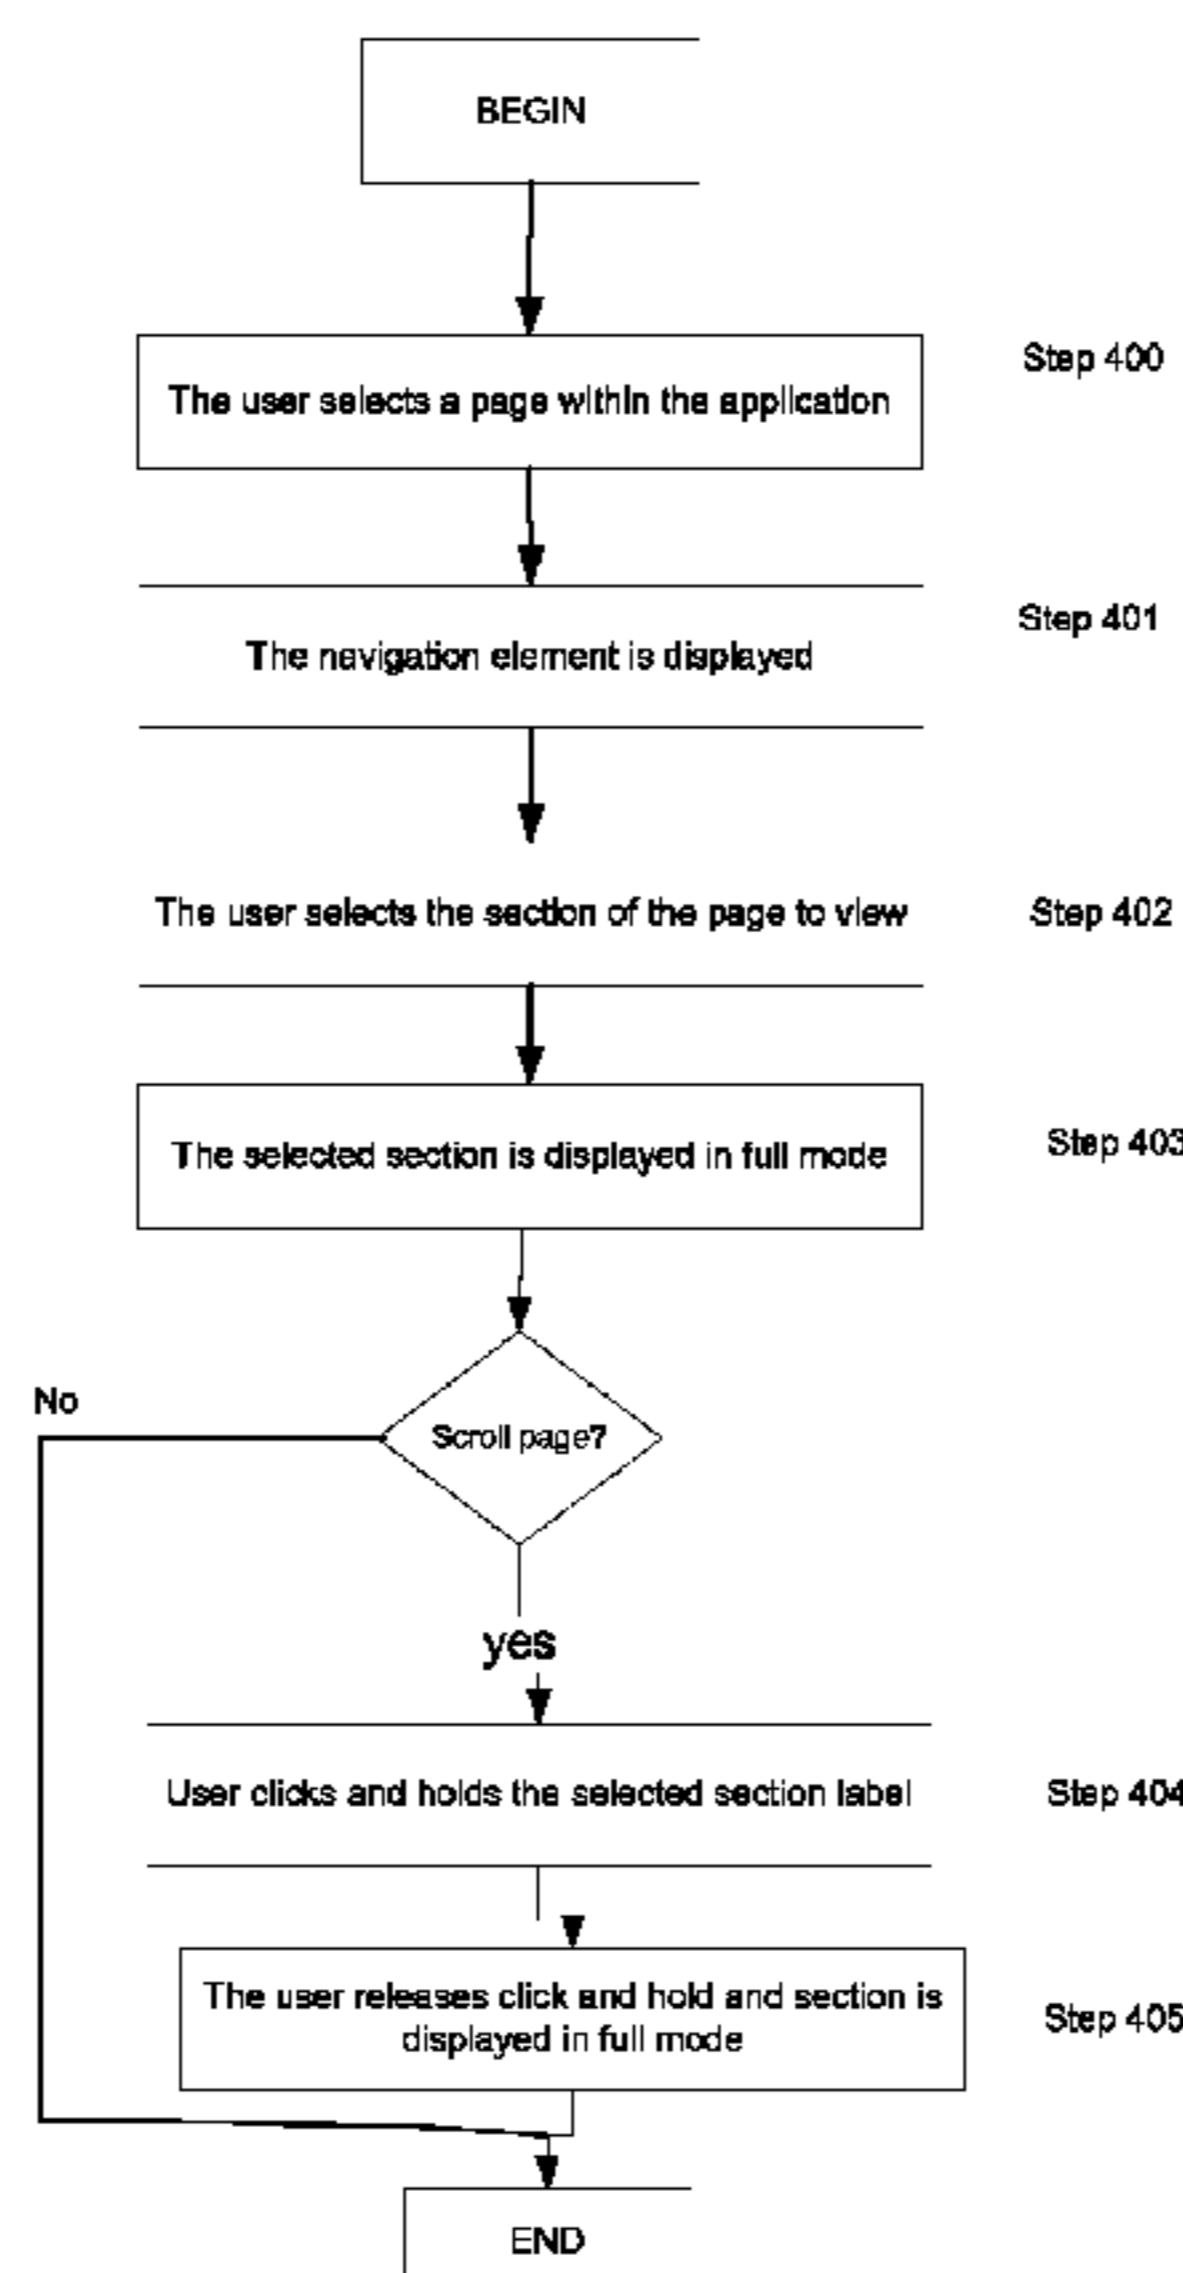 BEGIN
The user selects a page within the application
Step 400
The navigation element is displayed
Step 401
The user selects the section of the page to view
Step 402
The selected section is displayed in full mode
Step 403
No
Scroll page?
yes
User clicks and holds the selected section label
Step 404
The user releases click and hold and section is
displayed in full mode
Step 405
END